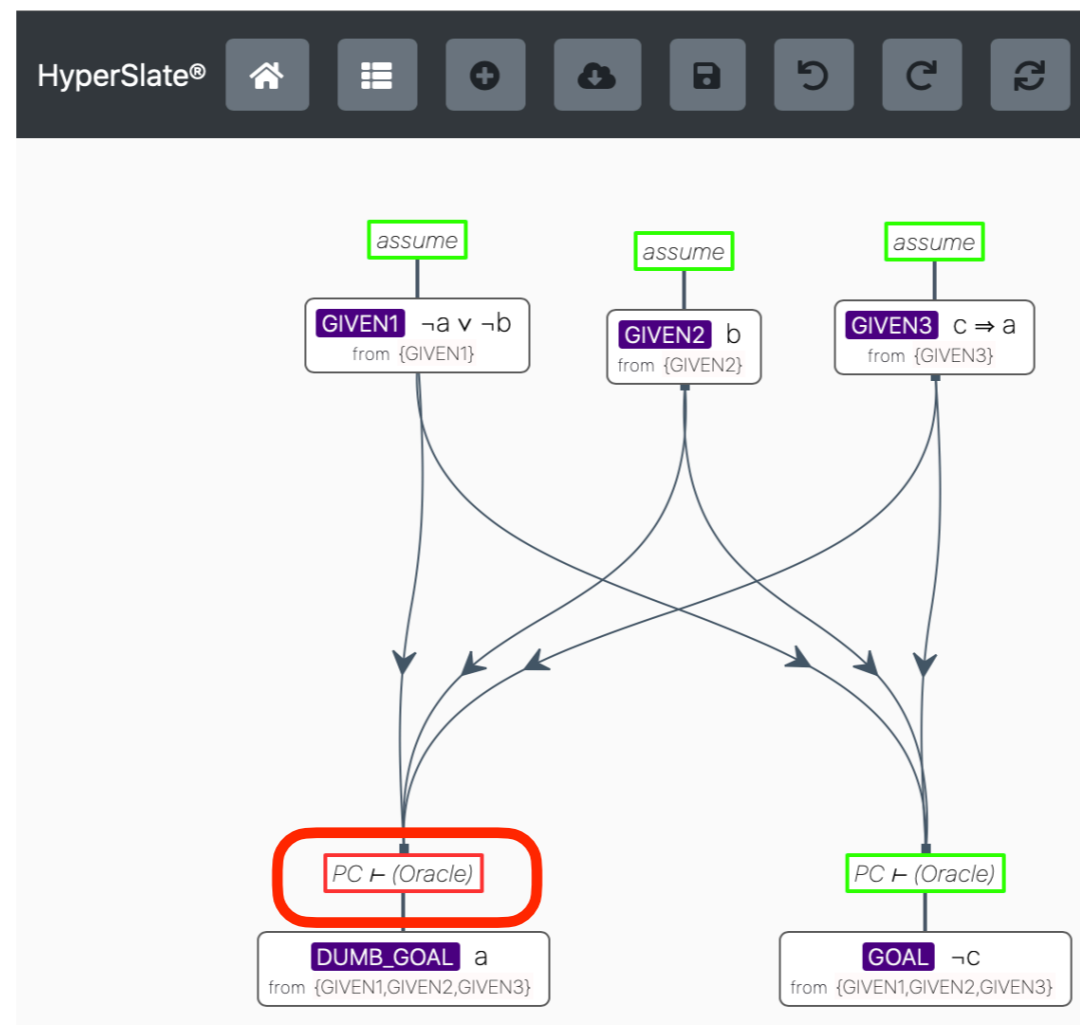 HyperSlate®
assume
assume
assume
GIVEN1 ¬a ∨ ¬b
from {GIVEN1}
GIVEN2 b
from {GIVEN2}
GIVEN3 c ⇒ a
from {GIVEN3}
PC ⊢ (Oracle)
PC ⊢ (Oracle)
DUMB_GOAL a
from {GIVEN1,GIVEN2,GIVEN3}
GOAL ¬c
from {GIVEN1,GIVEN2,GIVEN3}